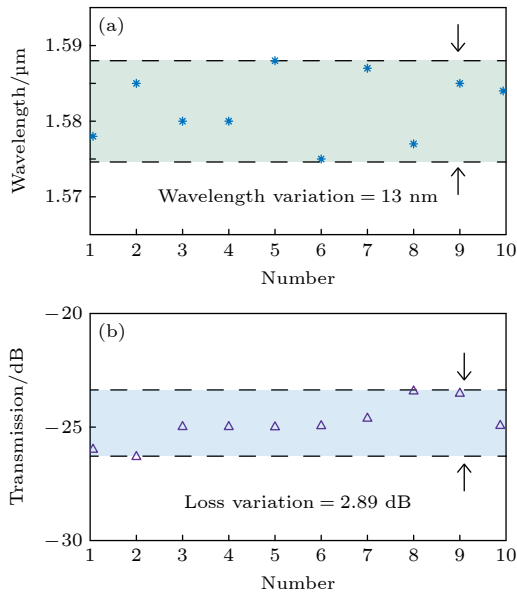 (a)
1.59
1.58
1.57
Wavelength/μm
Wavelength variation = 13 nm
1 2 3 4 5 6 7 8 9 10
Number
(b)
−20
−25
−30
Transmission/dB
Loss variation = 2.89 dB
1 2 3 4 5 6 7 8 9 10
Number